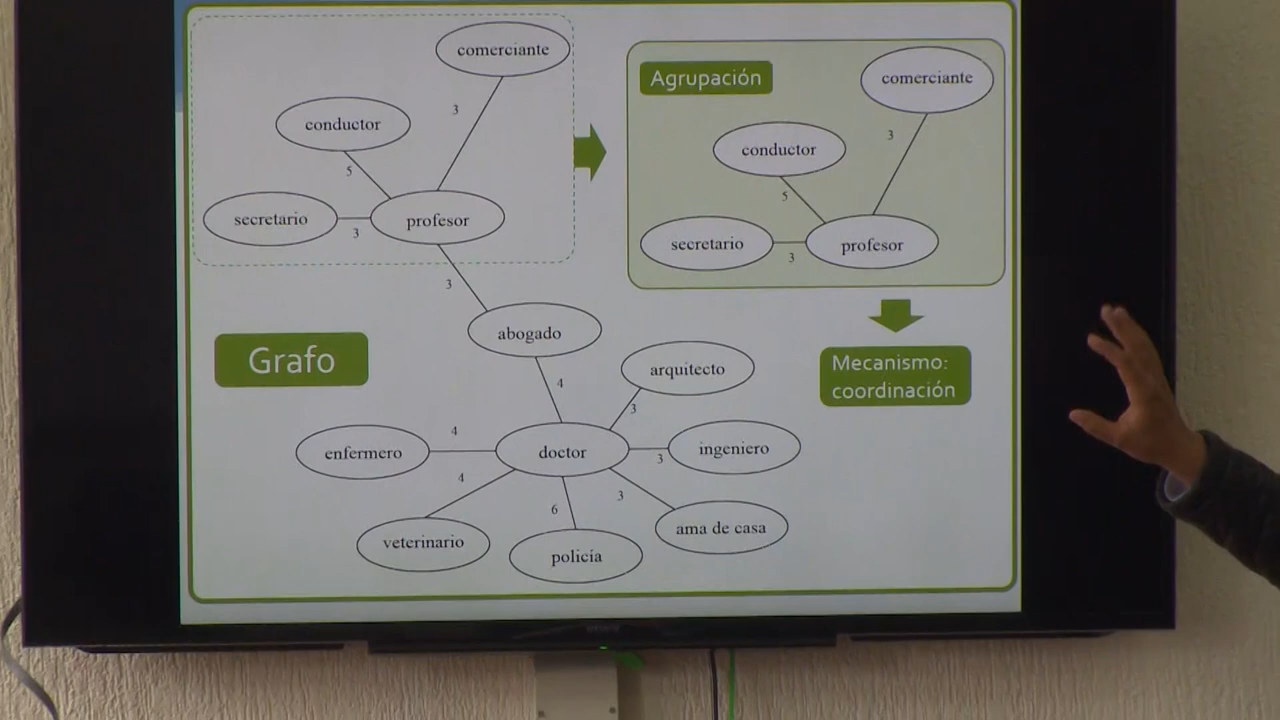 comerciante
3
conductor
5
secretario
3
profesor
3
abogado
Grafo
4
arquitecto
3
enfermero
4
doctor
3
ingeniero
4
6
3
veterinario
policía
ama de casa
Agrupación
comerciante
3
conductor
5
secretario
3
profesor
Mecanismo:
coordinación